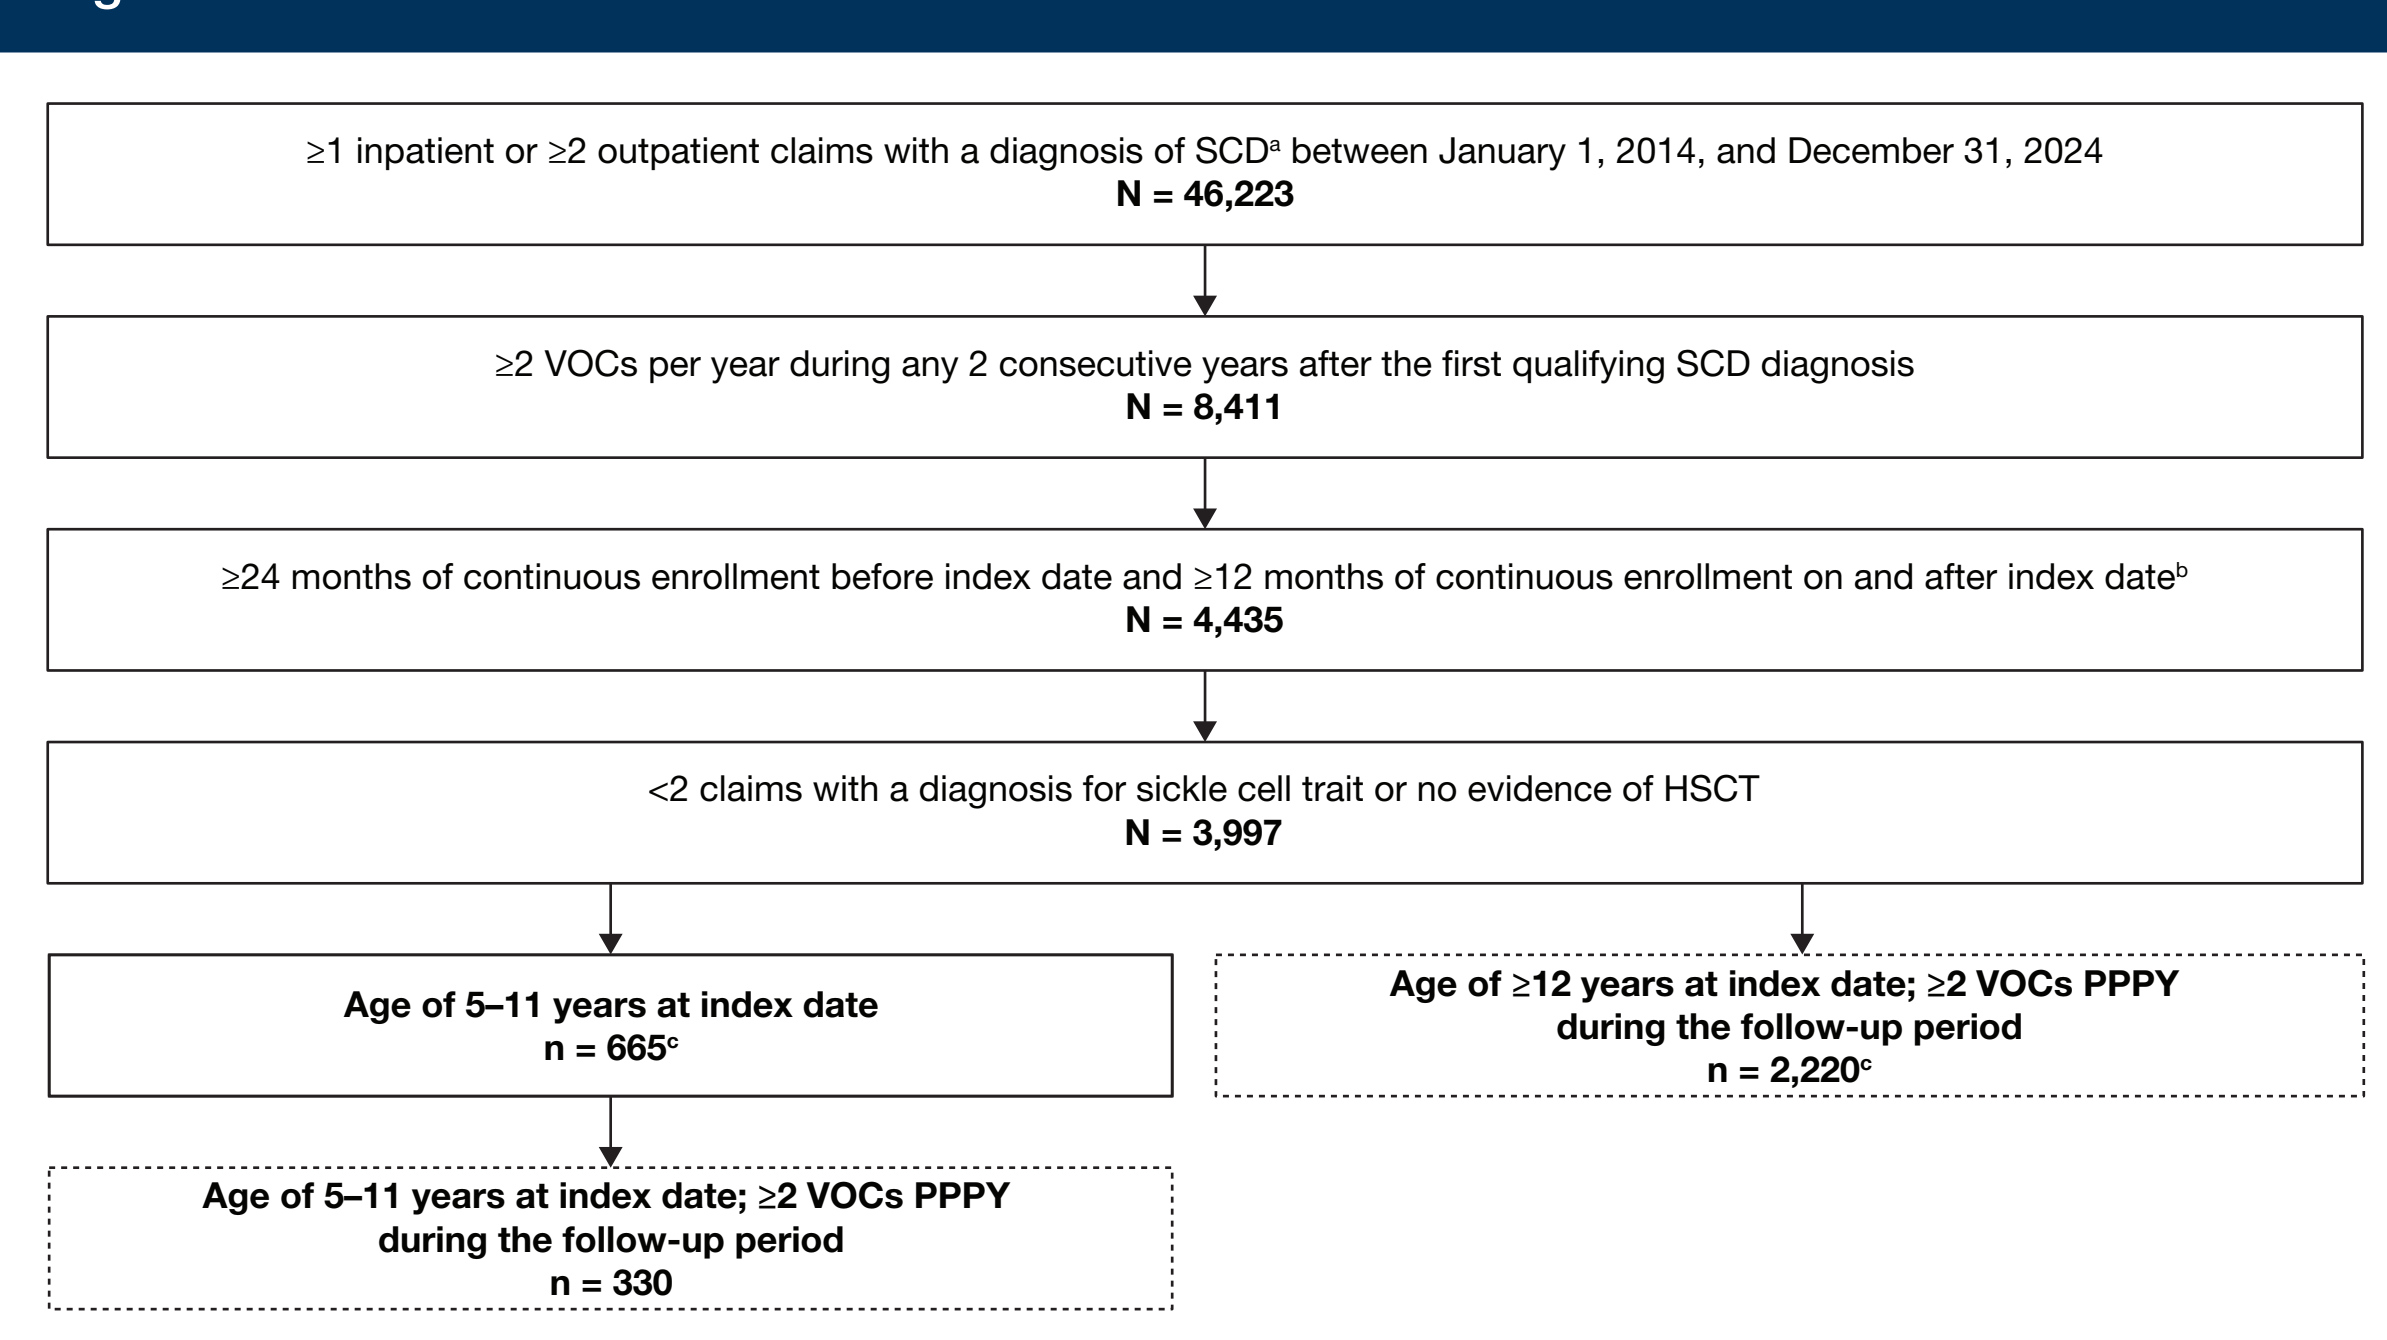 ≥1 inpatient or ≥2 outpatient claims with a diagnosis of SCDᵃ between January 1, 2014, and December 31, 2024
N = 46,223
≥2 VOCs per year during any 2 consecutive years after the first qualifying SCD diagnosis
N = 8,411
≥24 months of continuous enrollment before index date and ≥12 months of continuous enrollment on and after index dateᵇ
N = 4,435
<2 claims with a diagnosis for sickle cell trait or no evidence of HSCT
N = 3,997
Age of 5–11 years at index date
n = 665ᶜ
Age of ≥12 years at index date; ≥2 VOCs PPPY
during the follow-up period
n = 2,220ᶜ
Age of 5–11 years at index date; ≥2 VOCs PPPY
during the follow-up period
n = 330